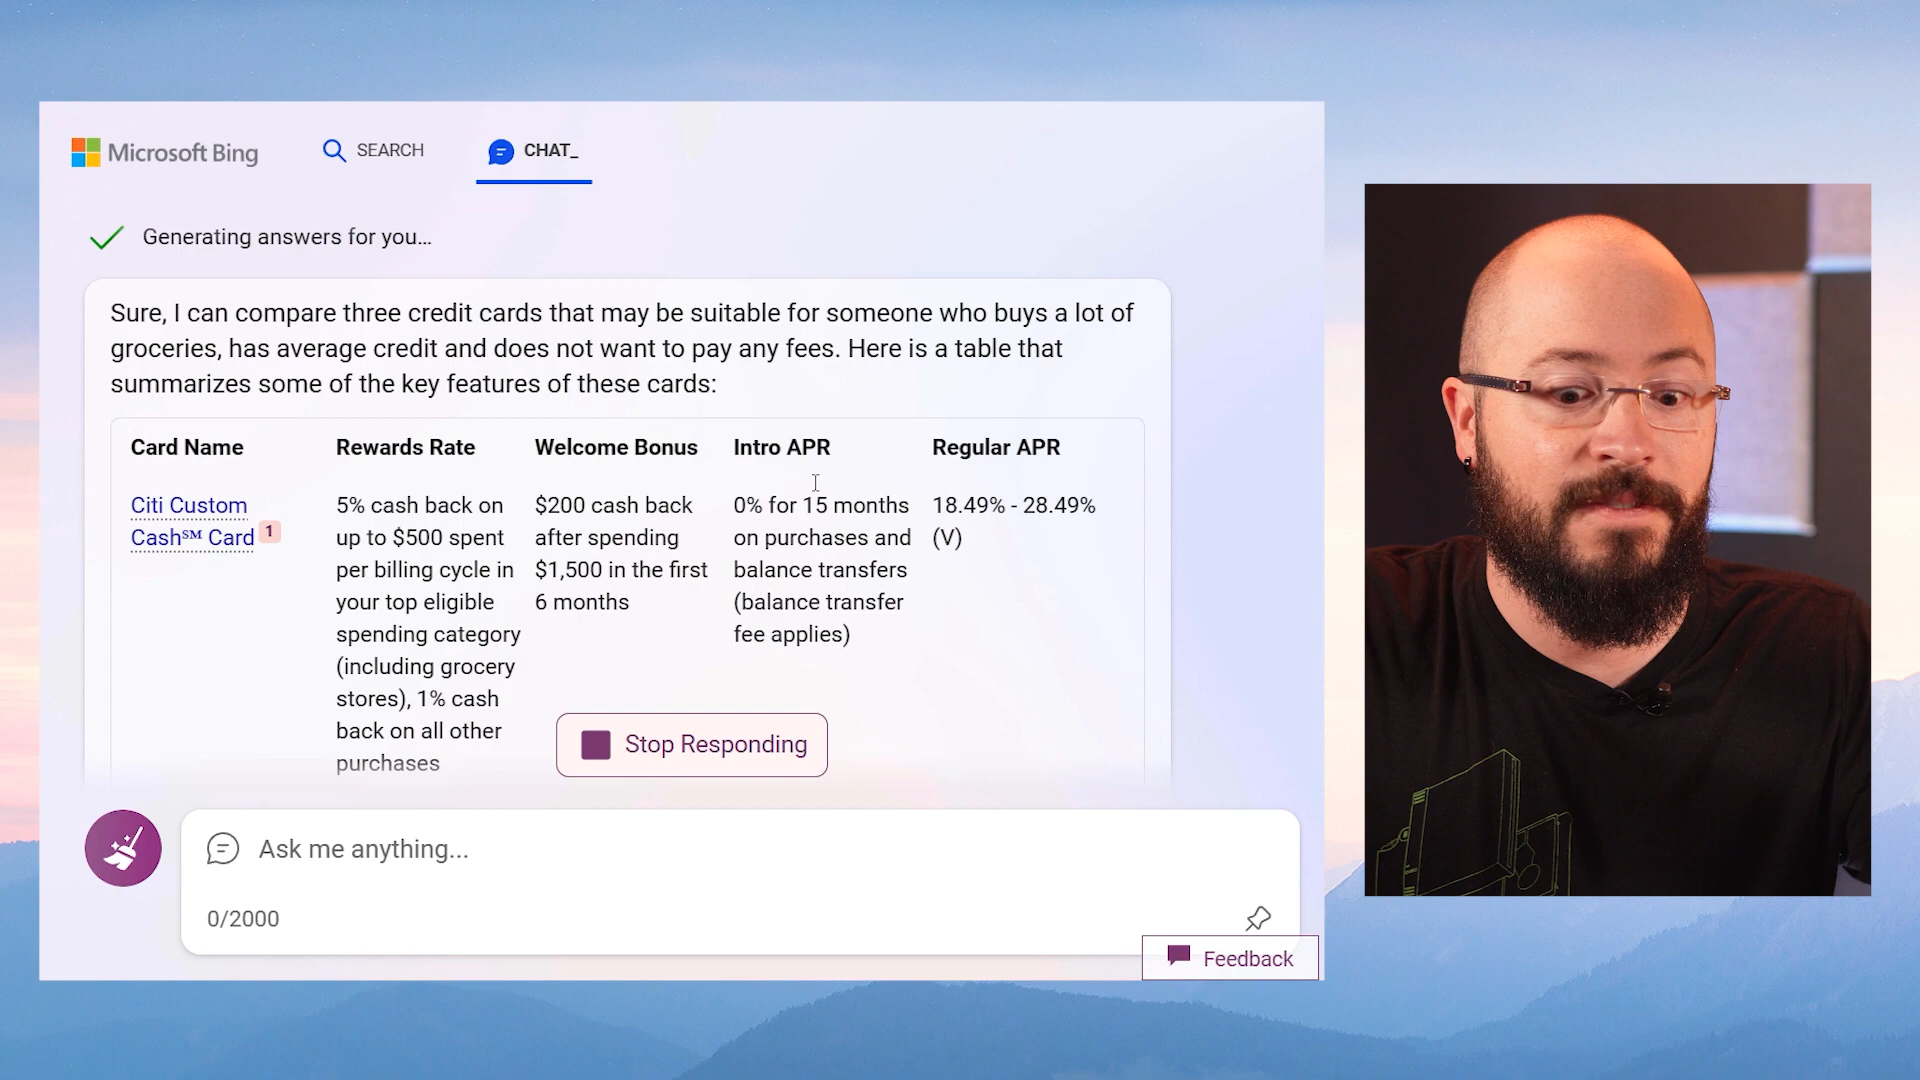 Microsoft Bing
SEARCH
CHAT_
Generating answers for you...
Sure, I can compare three credit cards that may be suitable for someone who buys a lot of
groceries, has average credit and does not want to pay any fees. Here is a table that
summarizes some of the key features of these cards:
Card Name
Rewards Rate
Welcome Bonus
Intro APR
Regular APR
Citi Custom
Cash℠ Card 1
5% cash back on
up to $500 spent
per billing cycle in
your top eligible
spending category
(including grocery
stores), 1% cash
back on all other
purchases
$200 cash back
after spending
$1,500 in the first
6 months
0% for 15 months
on purchases and
balance transfers
(balance transfer
fee applies)
18.49% - 28.49%
(V)
Stop Responding
Ask me anything...
0/2000
Feedback